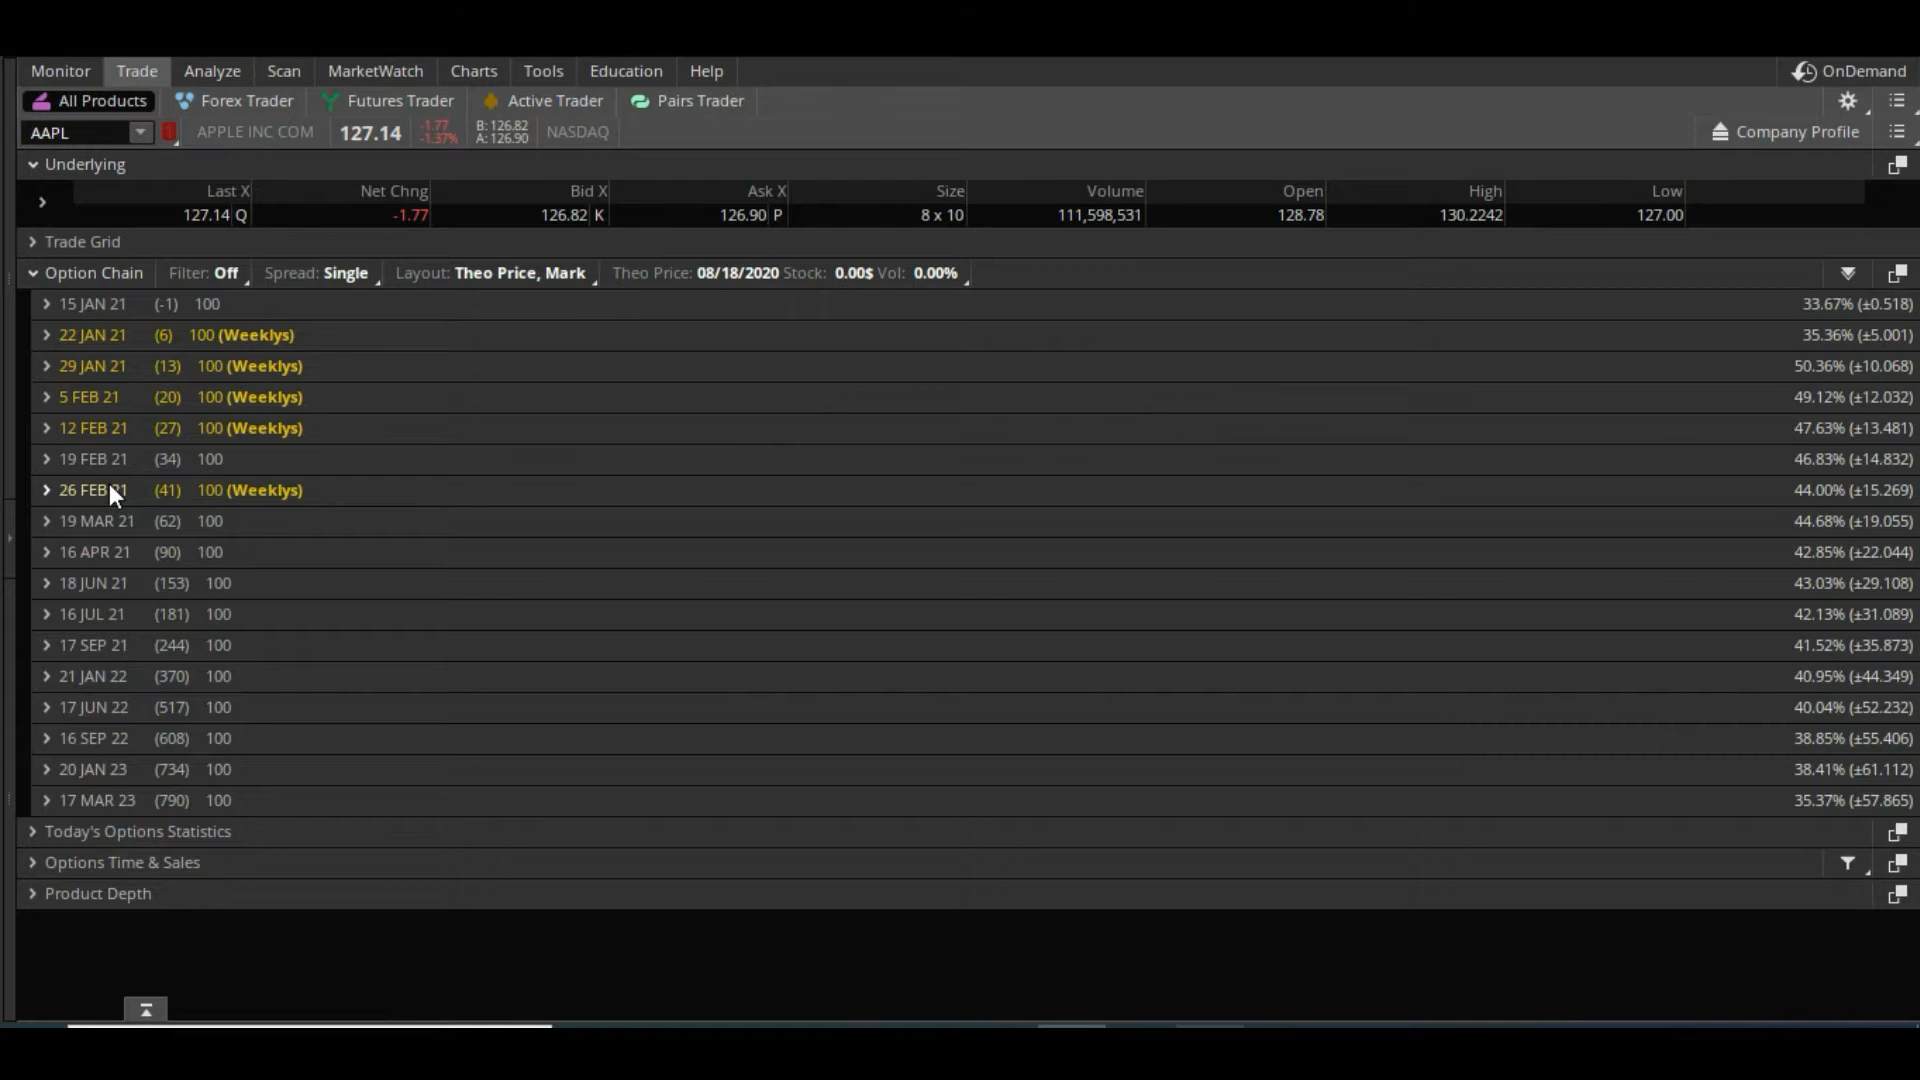 Monitor Trade Analyze Scan MarketWatch Charts Tools Education Help OnDemand
All Products Forex Trader Futures Trader Active Trader Pairs Trader
AAPL APPLE INC COM 127.14 -1.77 -1.37% B: 126.82 A: 126.90 NASDAQ Company Profile
Underlying
Last X Net Chng Bid X Ask X Size Volume Open High Low
127.14 Q -1.77 126.82 K 126.90 P 8 x 10 111,598,531 128.78 130.2242 127.00
Trade Grid
Option Chain Filter: Off Spread: Single Layout: Theo Price, Mark Theo Price: 08/18/2020 Stock: 0.00$ Vol: 0.00%
15 JAN 21 (-1) 100 33.67% (±0.518)
22 JAN 21 (6) 100 (Weeklys) 35.36% (±5.001)
29 JAN 21 (13) 100 (Weeklys) 50.36% (±10.068)
5 FEB 21 (20) 100 (Weeklys) 49.12% (±12.032)
12 FEB 21 (27) 100 (Weeklys) 47.63% (±13.481)
19 FEB 21 (34) 100 46.83% (±14.832)
26 FEB 21 (41) 100 (Weeklys) 44.00% (±15.269)
19 MAR 21 (62) 100 44.68% (±19.055)
16 APR 21 (90) 100 42.85% (±22.044)
18 JUN 21 (153) 100 43.03% (±29.108)
16 JUL 21 (181) 100 42.13% (±31.089)
17 SEP 21 (244) 100 41.52% (±35.873)
21 JAN 22 (370) 100 40.95% (±44.349)
17 JUN 22 (517) 100 40.04% (±52.232)
16 SEP 22 (608) 100 38.85% (±55.406)
20 JAN 23 (734) 100 38.41% (±61.112)
17 MAR 23 (790) 100 35.37% (±57.865)
Today's Options Statistics
Options Time & Sales
Product Depth